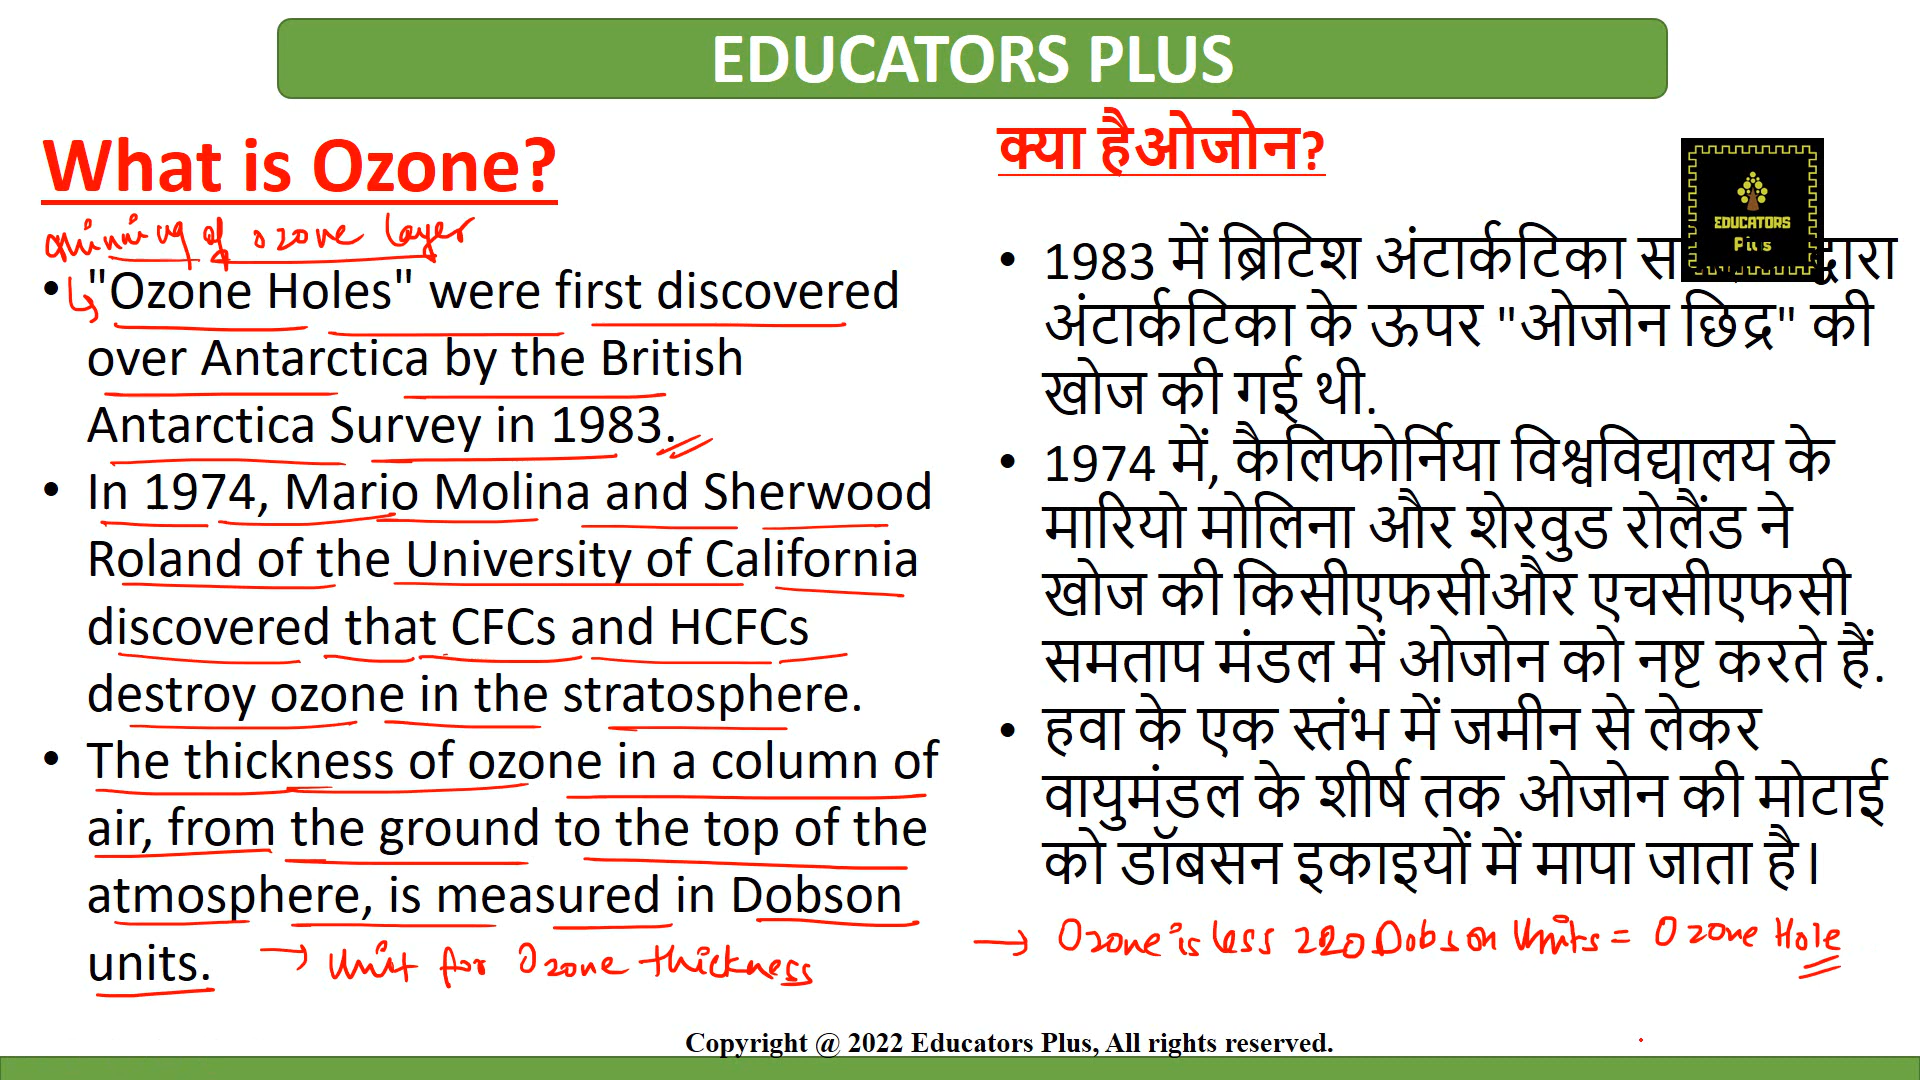 EDUCATORS PLUS
What is Ozone?
thinning of ozone layer
• "Ozone Holes" were first discovered
over Antarctica by the British
Antarctica Survey in 1983.
• In 1974, Mario Molina and Sherwood
Roland of the University of California
discovered that CFCs and HCFCs
destroy ozone in the stratosphere.
• The thickness of ozone in a column of
air, from the ground to the top of the
atmosphere, is measured in Dobson
units.
→ Unit for Ozone thickness
क्या हैओजोन?
EDUCATORS
Plus
• 1983 में ब्रिटिश अंटार्कटिका द्वारा
अंटार्कटिका के ऊपर "ओजोन छिद्र" की
खोज की गई थी.
• 1974 में, कैलिफोर्निया विश्वविद्यालय के
मारियो मोलिना और शेरवुड रोलैंड ने
खोज की किसीएफसीऔर एचसीएफसी
समताप मंडल में ओजोन को नष्ट करते हैं.
• हवा के एक स्तंभ में जमीन से लेकर
वायुमंडल के शीर्ष तक ओजोन की मोटाई
को डॉबसन इकाइयों में मापा जाता है।
→ Ozone is less 220 Dobson Units = Ozone Hole
Copyright @ 2022 Educators Plus, All rights reserved.